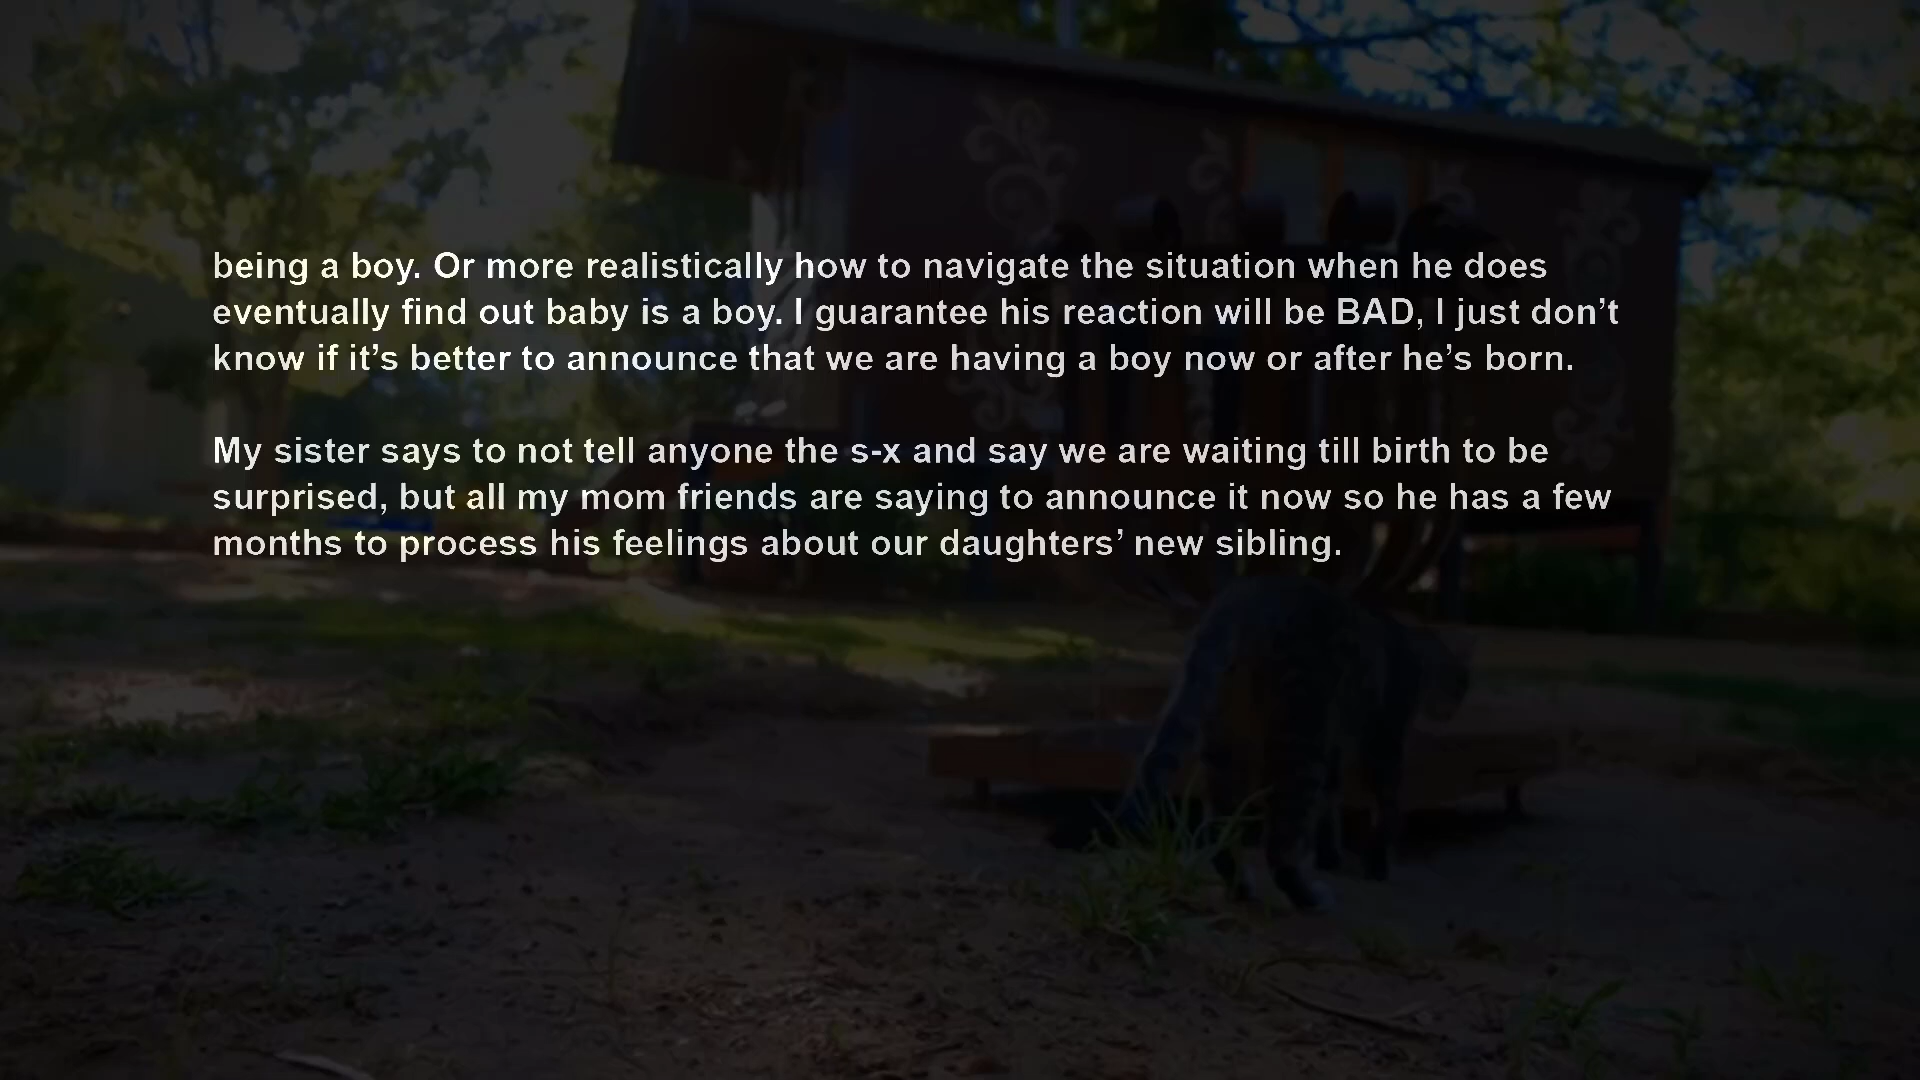 being a boy. Or more realistically how to navigate the situation when he does
eventually find out baby is a boy. I guarantee his reaction will be BAD, I just don’t
know if it’s better to announce that we are having a boy now or after he’s born.
My sister says to not tell anyone the s-x and say we are waiting till birth to be
surprised, but all my mom friends are saying to announce it now so he has a few
months to process his feelings about our daughters’ new sibling.